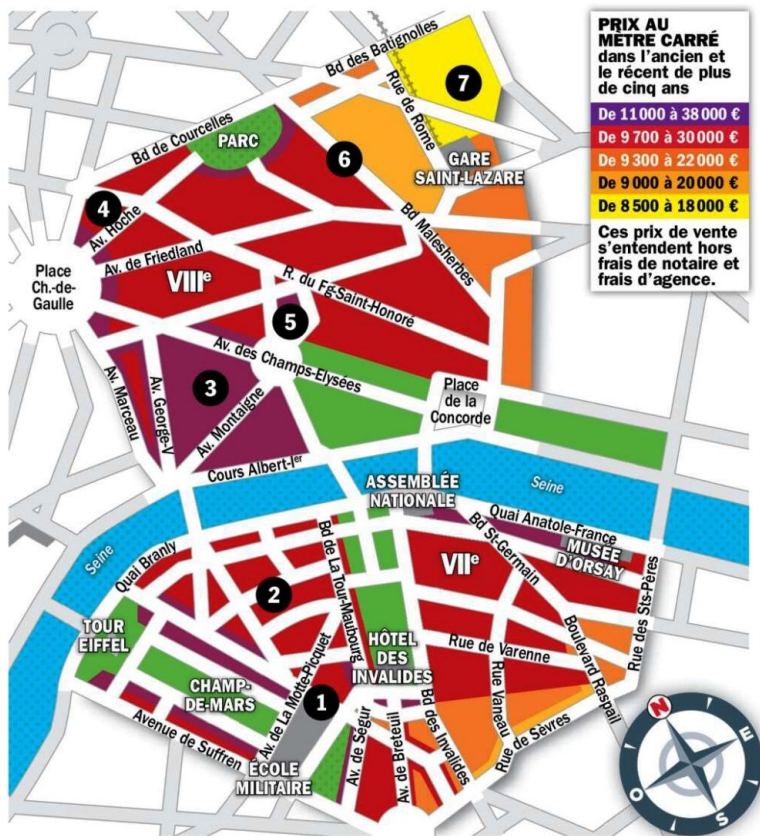 PRIX AU
MÈTRE CARRÉ
dans l'ancien et
le récent de plus
de cinq ans
De 11 000 à 38 000 €
De 9 700 à 30 000 €
De 9 300 à 22 000 €
De 9 000 à 20 000 €
De 8 500 à 18 000 €
Ces prix de vente
s'entendent hors
frais de notaire et
frais d'agence.
Bd des Batignolles
7
Rue de Rome
Bd de Courcelles
PARC
6
GARE
SAINT-LAZARE
4
Av. Hoche
Bd Malesherbes
Av. de Friedland
Place
Ch.-de-
Gaulle
VIIIe
R. du Fg-Saint-Honoré
5
Av. des Champs-Elysées
Av. Marceau
Av. George-V
3
Av. Montaigne
Place
de la
Concorde
Cours Albert-Ier
ASSEMBLÉE
NATIONALE
Seine
Quai Anatole-France
Seine
Quai Branly
Bd de La Tour-Maubourg
Bd St-Germain
MUSÉE
D'ORSAY
VIIe
2
Rue des Sts-Pères
TOUR
EIFFEL
HÔTEL
DES
INVALIDES
Rue de Varenne
Boulevard Raspail
CHAMP-
DE-MARS
Av. de La Motte-Picquet
1
Rue Vaneau
Avenue de Suffren
Av. de Ségur
Av. de Breteuil
Bd des Invalides
Rue de Sèvres
ÉCOLE
MILITAIRE
N
E
O
S